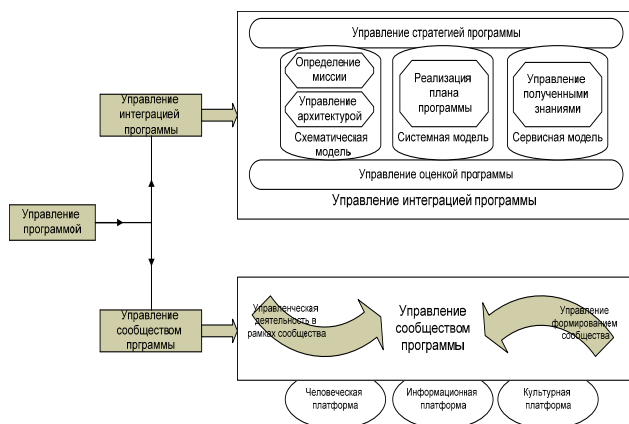 Управление стратегией программы
Определение
миссии
Управление
архитектурой
Схематическая
модель
Реализация
плана
программы
Системная модель
Управление
полученными
знаниями
Сервисная модель
Управление оценкой программы
Управление интеграцией программы
Управление
интеграцией
программы
Управление
программой
Управление
сообществом
прграммы
Управленческая
деятельность в
рамках сообщества
Управление
сообществом
программы
Управление
формированием
сообщества
Человеческая
платформа
Информационная
платформа
Культурная
платформа